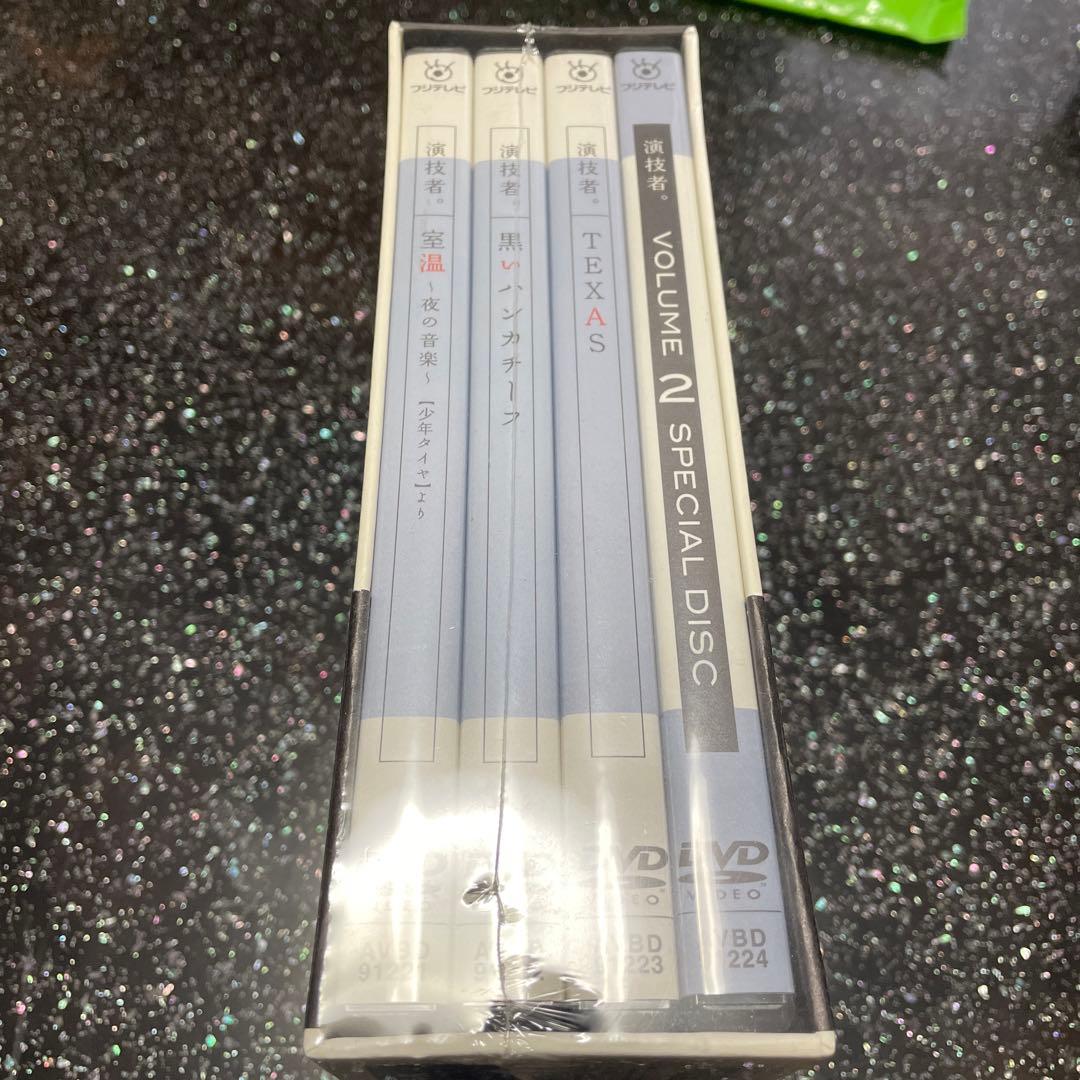 フジテレビ
演技者。
室温
～夜の音楽～
【少年タイヤ】より
フジテレビ
演技者。
黒いハンカチーフ
フジテレビ
演技者。
TEXAS
DVD
VIDEO
223
フジテレビ
演技者。
VOLUME 2 SPECIAL DISC
DVD
VIDEO
VBD
224
AVBD